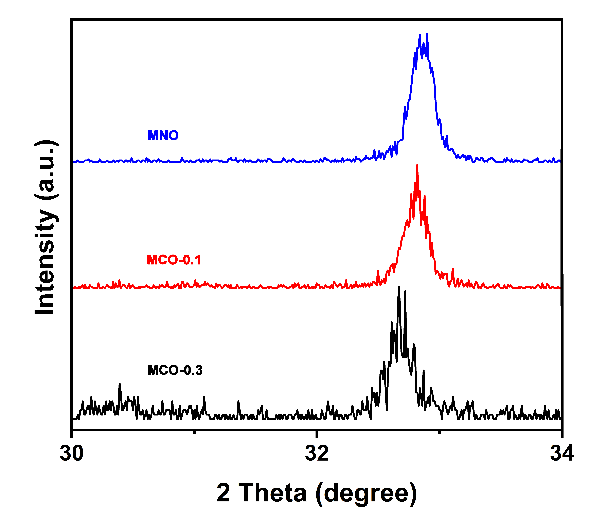 Intensity (a.u.)
MNO
MCO-0.1
MCO-0.3
30
32
34
2 Theta (degree)